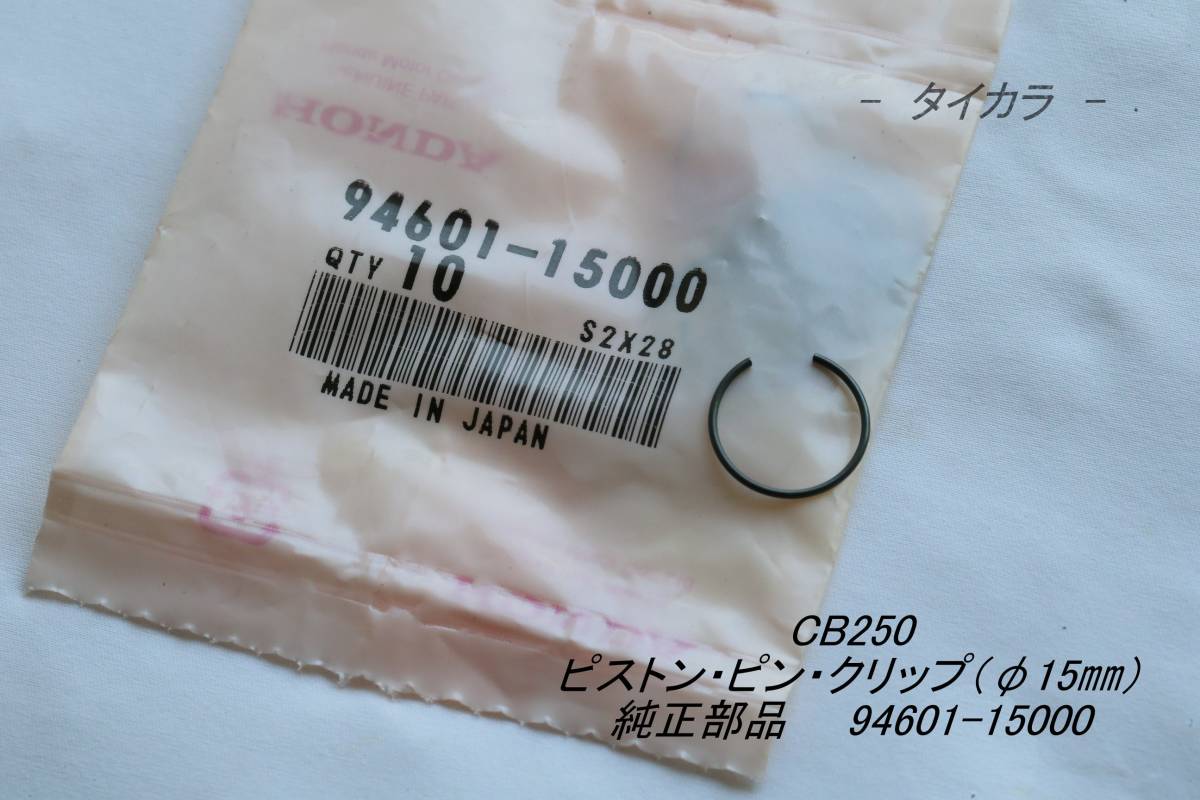 - タイカラ -
HONDA
94601-15000
QTY 10
S2X28
MADE IN JAPAN
CB250
ピストン・ピン・クリップ(φ15mm)
純正部品 94601-15000